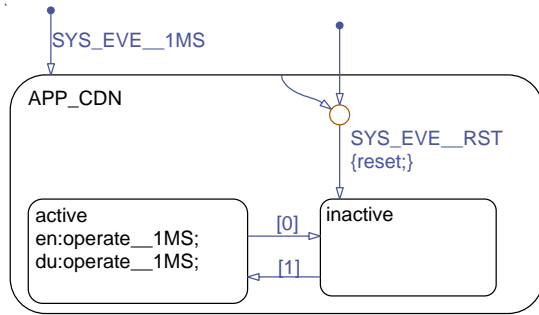 SYS_EVE__1MS
APP_CDN
SYS_EVE__RST
{reset;}
active
en:operate__1MS;
du:operate__1MS;
[0]
[1]
inactive